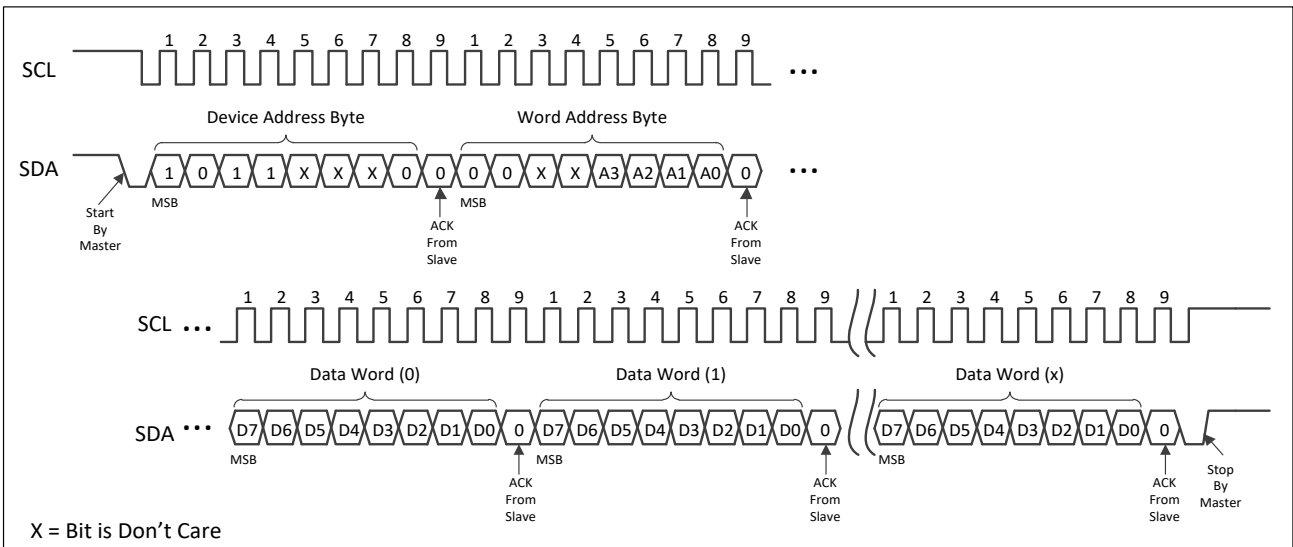 1 2 3 4 5 6 7 8 9 1 2 3 4 5 6 7 8 9
SCL ...
Device Address Byte Word Address Byte
SDA 1 0 1 1 X X X 0 0 0 0 X X A3 A2 A1 A0 0 ...
MSB MSB
Start By Master
ACK From Slave
ACK From Slave
1 2 3 4 5 6 7 8 9 1 2 3 4 5 6 7 8 9 1 2 3 4 5 6 7 8 9
SCL ...
Data Word (0) Data Word (1) Data Word (x)
SDA ... D7 D6 D5 D4 D3 D2 D1 D0 0 D7 D6 D5 D4 D3 D2 D1 D0 0 D7 D6 D5 D4 D3 D2 D1 D0 0
MSB MSB MSB
ACK From Slave
ACK From Slave
ACK From Slave
Stop By Master
X = Bit is Don’t Care